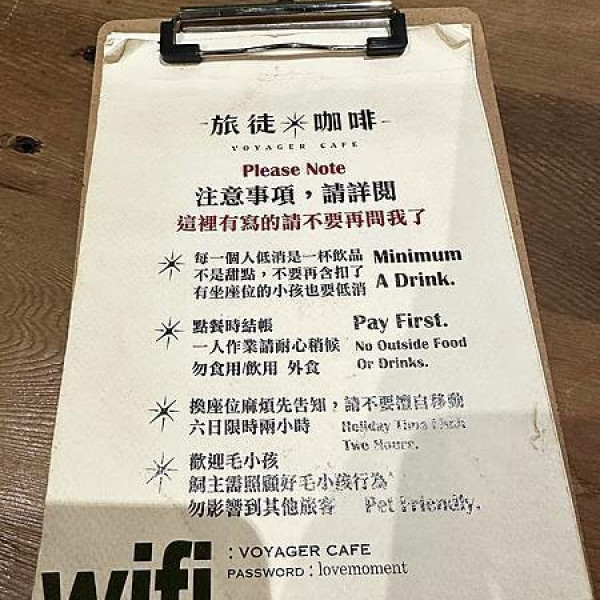 旅徒 咖啡
VOYAGER CAFE
Please Note
注意事項，請詳閱
這裡有寫的請不要再問我了
每一個人低消是一杯飲品 Minimum
不是甜點，不要再含扣了 A Drink.
有坐座位的小孩也要低消
點餐時結帳 Pay First.
一人作業請耐心稍候 No Outside Food
勿食用/飲用 外食 Or Drinks.
換座位麻煩先告知，請不要擅自移動
六日限時兩小時 Holiday Time
Two Hours.
歡迎毛小孩
飼主需照顧好毛小孩行為
勿影響到其他旅客 Pet Friendly.
wifi : VOYAGER CAFE
PASSWORD : lovemoment